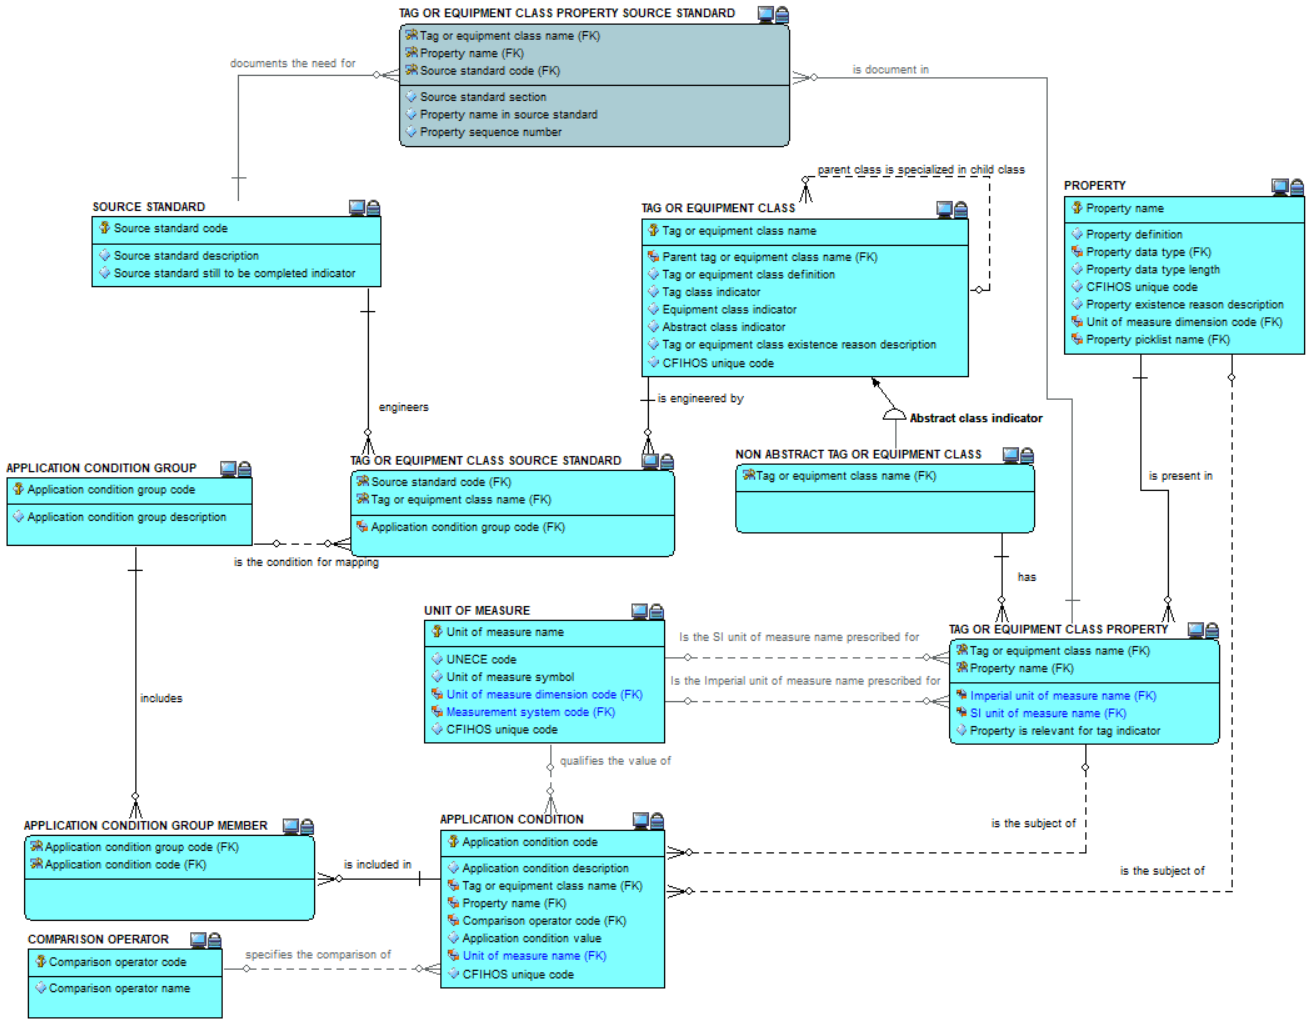 TAG OR EQUIPMENT CLASS PROPERTY SOURCE STANDARD
Tag or equipment class name (FK)
Property name (FK)
Source standard code (FK)
Source standard section
Property name in source standard
Property sequence number
documents the need for
is document in
parent class is specialized in child class
SOURCE STANDARD
Source standard code
Source standard description
Source standard still to be completed indicator
TAG OR EQUIPMENT CLASS
Tag or equipment class name
Parent tag or equipment class name (FK)
Tag or equipment class definition
Tag class indicator
Equipment class indicator
Abstract class indicator
Tag or equipment class existence reason description
CFIHOS unique code
PROPERTY
Property name
Property definition
Property data type (FK)
Property data type length
CFIHOS unique code
Property existence reason description
Unit of measure dimension code (FK)
Property picklist name (FK)
engineers
is engineered by
Abstract class indicator
APPLICATION CONDITION GROUP
Application condition group code
Application condition group description
TAG OR EQUIPMENT CLASS SOURCE STANDARD
Source standard code (FK)
Tag or equipment class name (FK)
Application condition group code (FK)
NON ABSTRACT TAG OR EQUIPMENT CLASS
Tag or equipment class name (FK)
is present in
is the condition for mapping
has
UNIT OF MEASURE
Unit of measure name
UNECE code
Unit of measure symbol
Unit of measure dimension code (FK)
Measurement system code (FK)
CFIHOS unique code
Is the SI unit of measure name prescribed for
Is the Imperial unit of measure name prescribed for
TAG OR EQUIPMENT CLASS PROPERTY
Tag or equipment class name (FK)
Property name (FK)
Imperial unit of measure name (FK)
SI unit of measure name (FK)
Property is relevant for tag indicator
includes
qualifies the value of
is the subject of
is the subject of
APPLICATION CONDITION GROUP MEMBER
Application condition group code (FK)
Application condition code (FK)
is included in
APPLICATION CONDITION
Application condition code
Application condition description
Tag or equipment class name (FK)
Property name (FK)
Comparison operator code (FK)
Application condition value
Unit of measure name (FK)
CFIHOS unique code
COMPARISON OPERATOR
Comparison operator code
Comparison operator name
specifies the comparison of